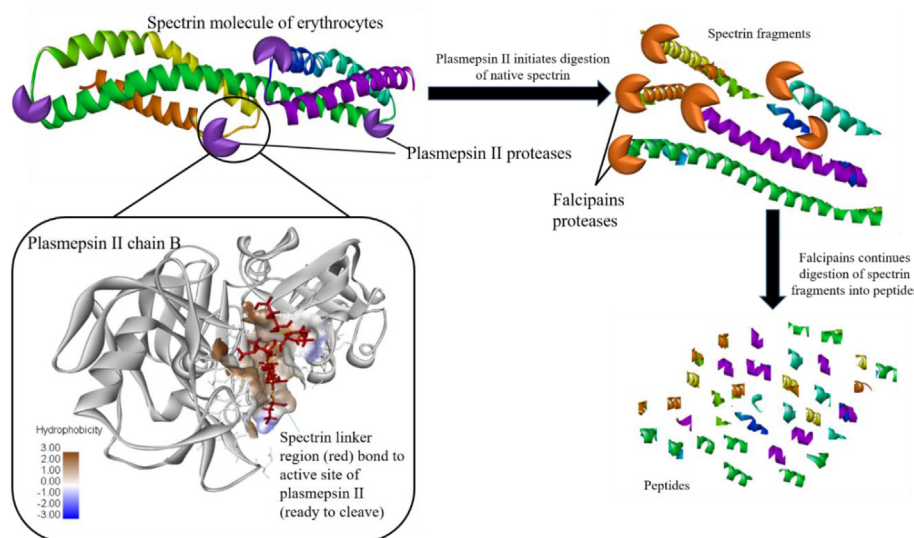 Spectrin molecule of erythrocytes
Plasmepsin II initiates digestion
of native spectrin
Spectrin fragments
Plasmepsin II proteases
Falcipains
proteases
Plasmepsin II chain B
Falcipains continues
digestion of spectrin
fragments into peptides
Hydrophobicity
3.00
2.00
1.00
0.00
-1.00
-2.00
-3.00
Spectrin linker
region (red) bond to
active site of
plasmepsin II
(ready to cleave)
Peptides